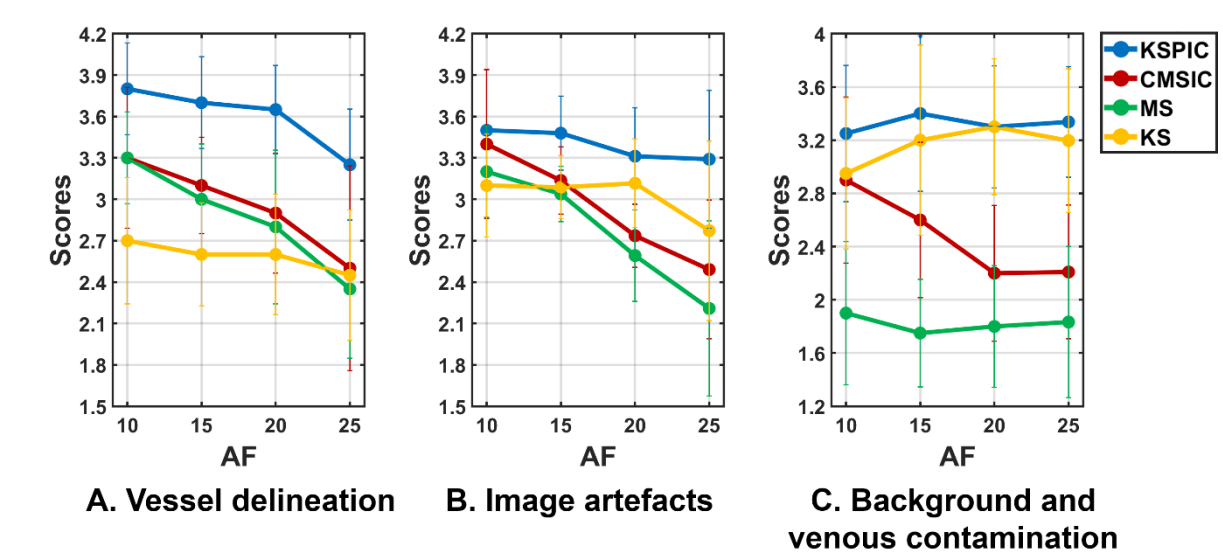 4.2
3.9
3.6
3.3
3
2.7
2.4
2.1
1.8
1.5
Scores
10 15 20 25
AF
A. Vessel delineation
4.2
3.9
3.6
3.3
3
2.7
2.4
2.1
1.8
1.5
Scores
10 15 20 25
AF
B. Image artefacts
4
3.6
3.2
2.8
2.4
2
1.6
1.2
Scores
10 15 20 25
AF
C. Background and
venous contamination
KSPIC
CMSIC
MS
KS